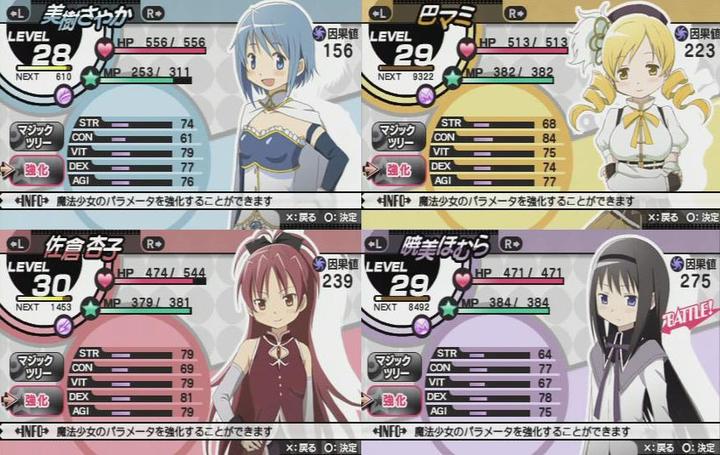 ◀L 美樹さやか R▶
LEVEL HP 556/ 556 因果値
28 156
NEXT 610 MP 253/ 311
STR 74
マジックツリー CON 61
VIT 79
強化 DEX 77
AGI 76
INFO 魔法少女のパラメータを強化することができます
×:戻る ○:決定
◀L 巴マミ R▶
LEVEL HP 513/ 513 因果値
29 223
NEXT 9322 MP 382/ 382
STR 68
マジックツリー CON 84
VIT 75
強化 DEX 74
AGI 77
INFO 魔法少女のパラメータを強化することができます
×:戻る ○:決定
◀L 佐倉杏子 R▶
LEVEL HP 474/ 544 因果値
30 239
NEXT 1453 MP 379/ 381
STR 79
マジックツリー CON 69
VIT 79
強化 DEX 81
AGI 79
INFO 魔法少女のパラメータを強化することができます
×:戻る ○:決定
◀L 暁美ほむら R▶
LEVEL HP 471/ 471 因果値
29 275
NEXT 8492 MP 384/ 384
BATTLE!
STR 64
マジックツリー CON 77
VIT 67
強化 DEX 78
AGI 75
INFO 魔法少女のパラメータを強化することができます
×:戻る ○:決定